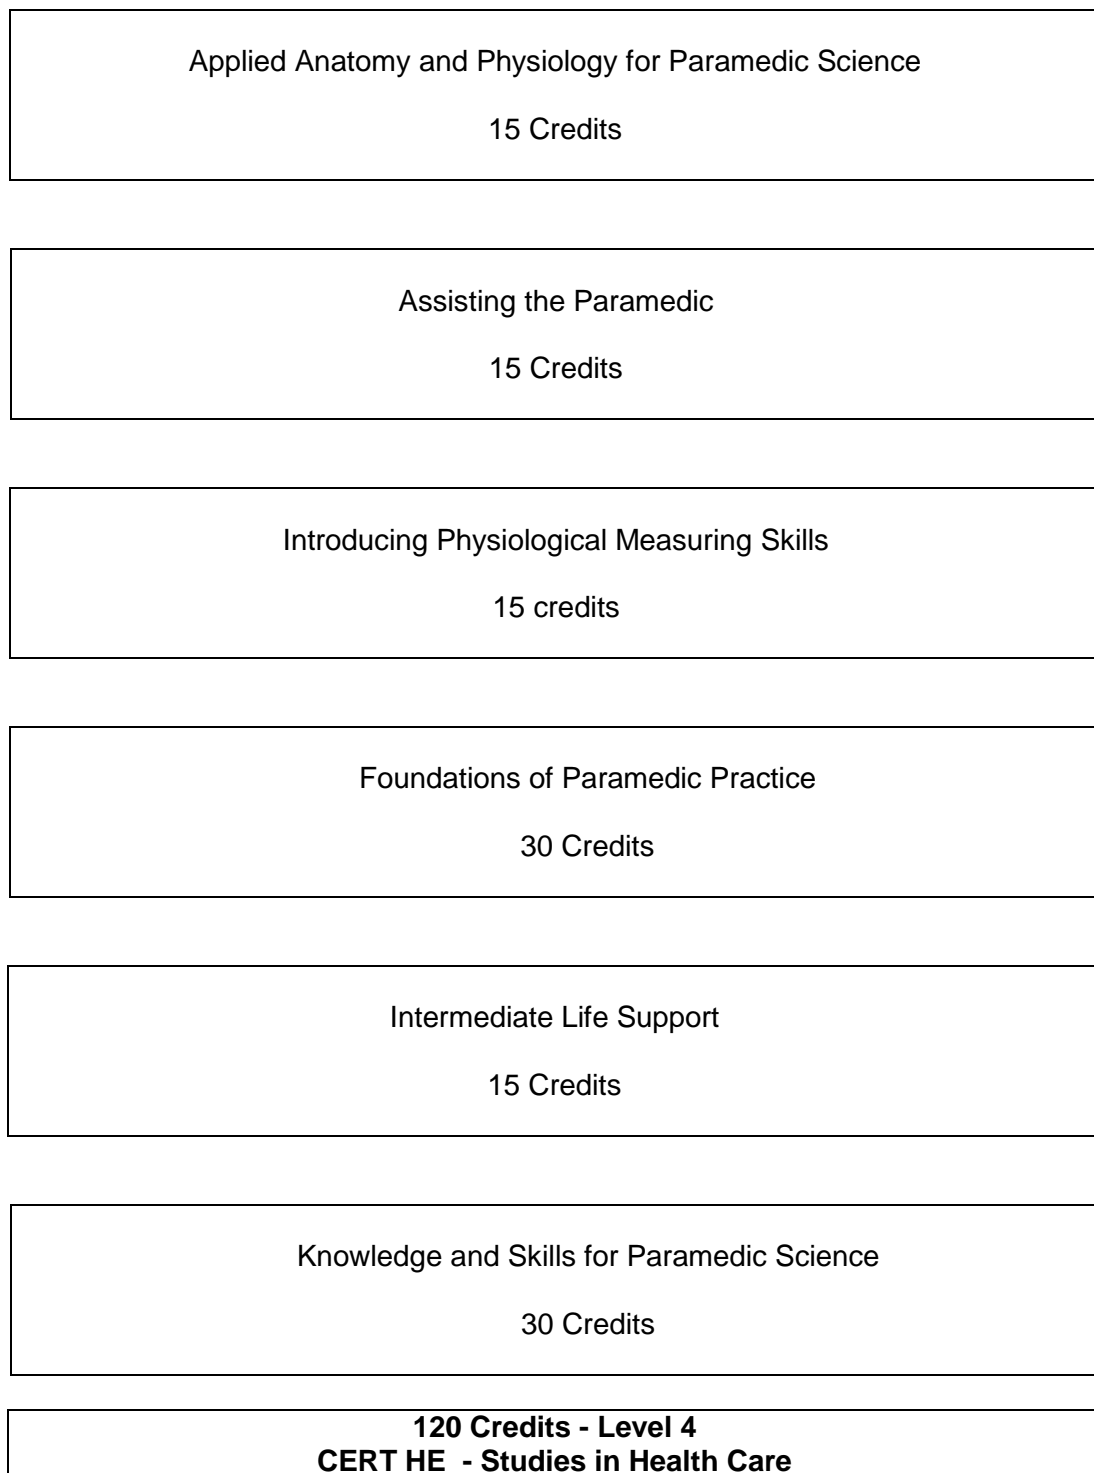 Applied Anatomy and Physiology for Paramedic Science
15 Credits
Assisting the Paramedic
15 Credits
Introducing Physiological Measuring Skills
15 credits
Foundations of Paramedic Practice
30 Credits
Intermediate Life Support
15 Credits
Knowledge and Skills for Paramedic Science
30 Credits
120 Credits - Level 4
CERT HE - Studies in Health Care